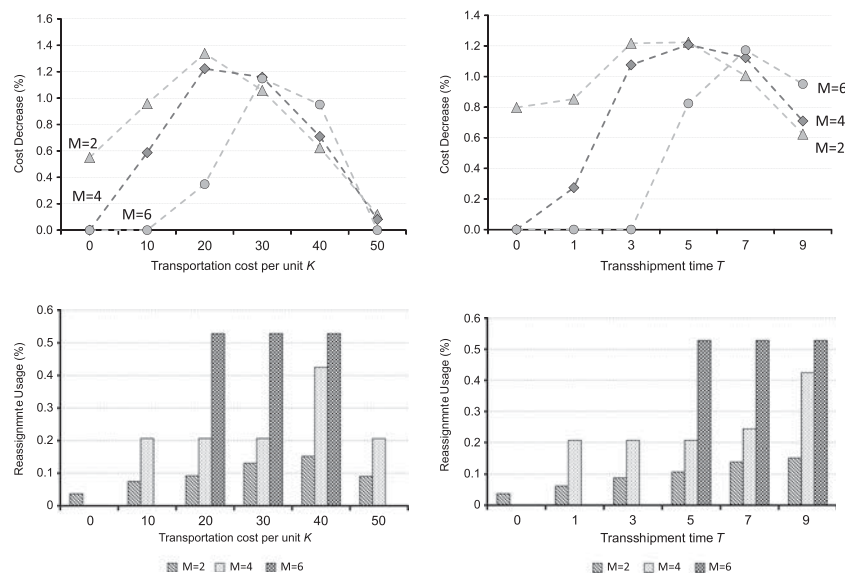 1.6
1.4
1.2
1.0
0.8
0.6
0.4
0.2
0.0
Cost Decrease (%)
M=2
M=4
M=6
0 10 20 30 40 50
Transportation cost per unit K
1.4
1.2
1.0
0.8
0.6
0.4
0.2
0.0
Cost Decrease (%)
M=6
M=4
M=2
0 1 3 5 7 9
Transshipment time T
0.6
0.5
0.4
0.3
0.2
0.1
0
Reassignmnte Usage (%)
0 10 20 30 40 50
Transportation cost per unit K
M=2 M=4 M=6
0.6
0.5
0.4
0.3
0.2
0.1
0
Reassignmnte Usage (%)
0 1 3 5 7 9
Transshipment time T
M=2 M=4 M=6